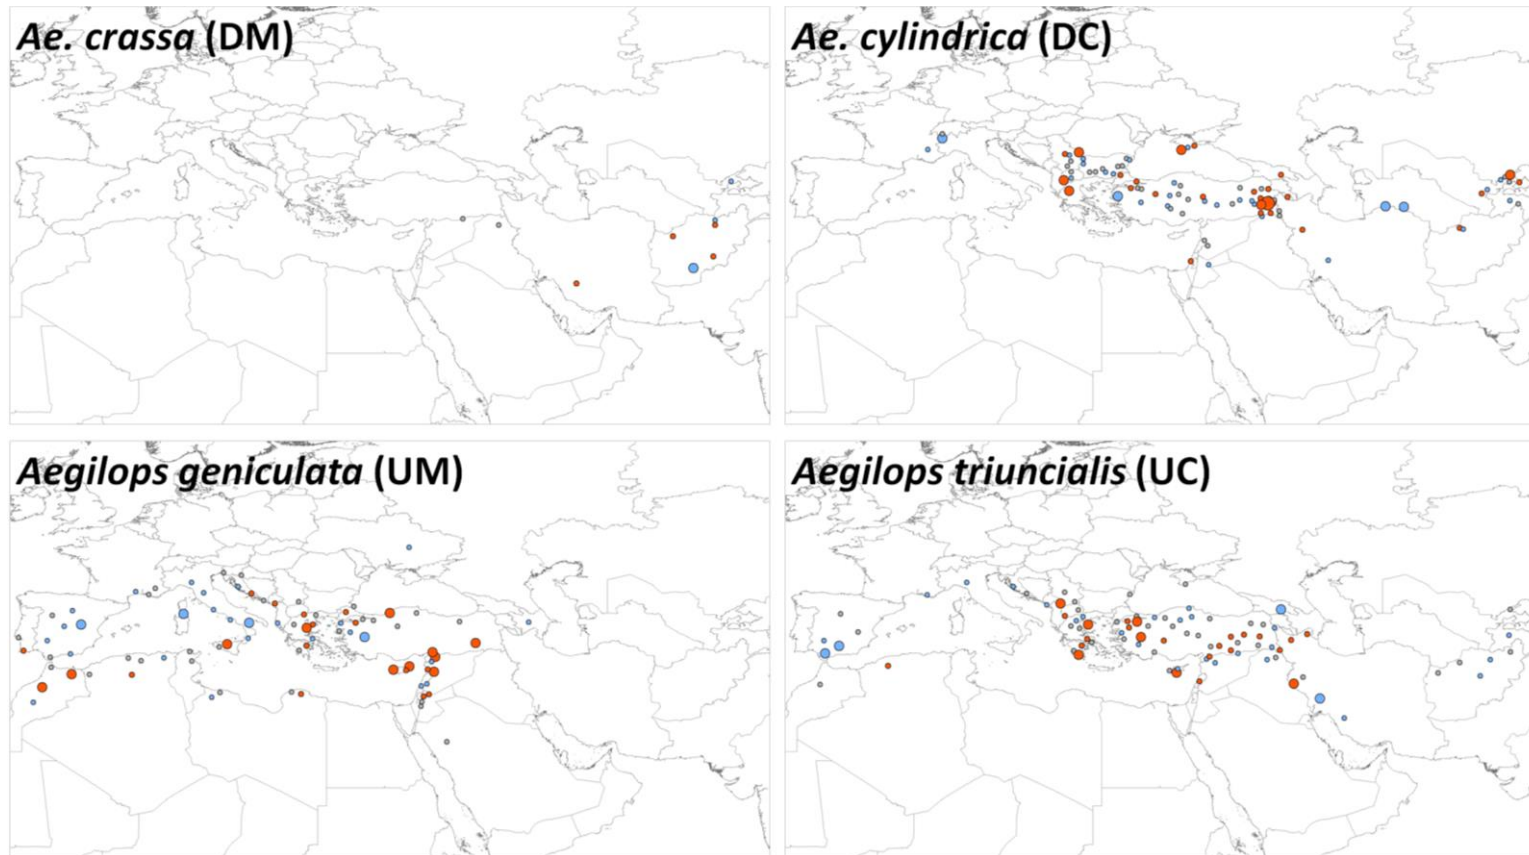 Ae. crassa (DM)
Ae. cylindrica (DC)
Aegilops geniculata (UM)
Aegilops triuncialis (UC)